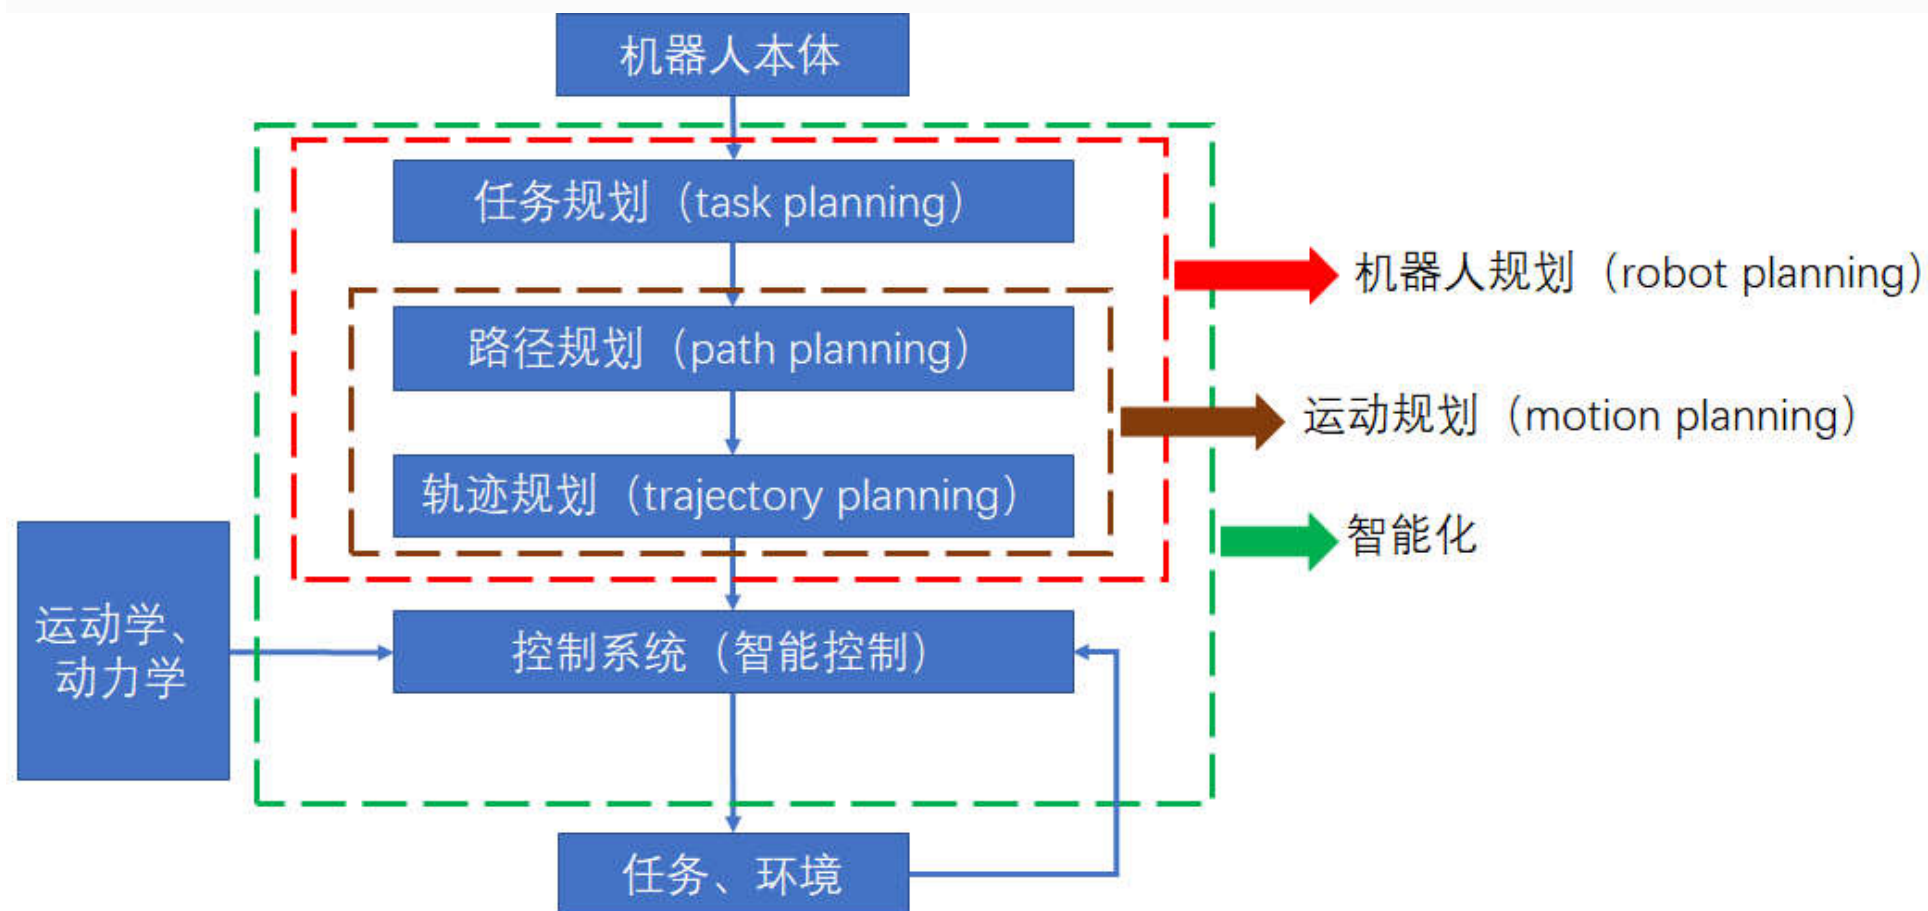 机器人本体
任务规划（task planning）
机器人规划（robot planning）
路径规划（path planning）
运动规划（motion planning）
轨迹规划（trajectory planning）
智能化
运动学、
动力学
控制系统（智能控制）
任务、环境